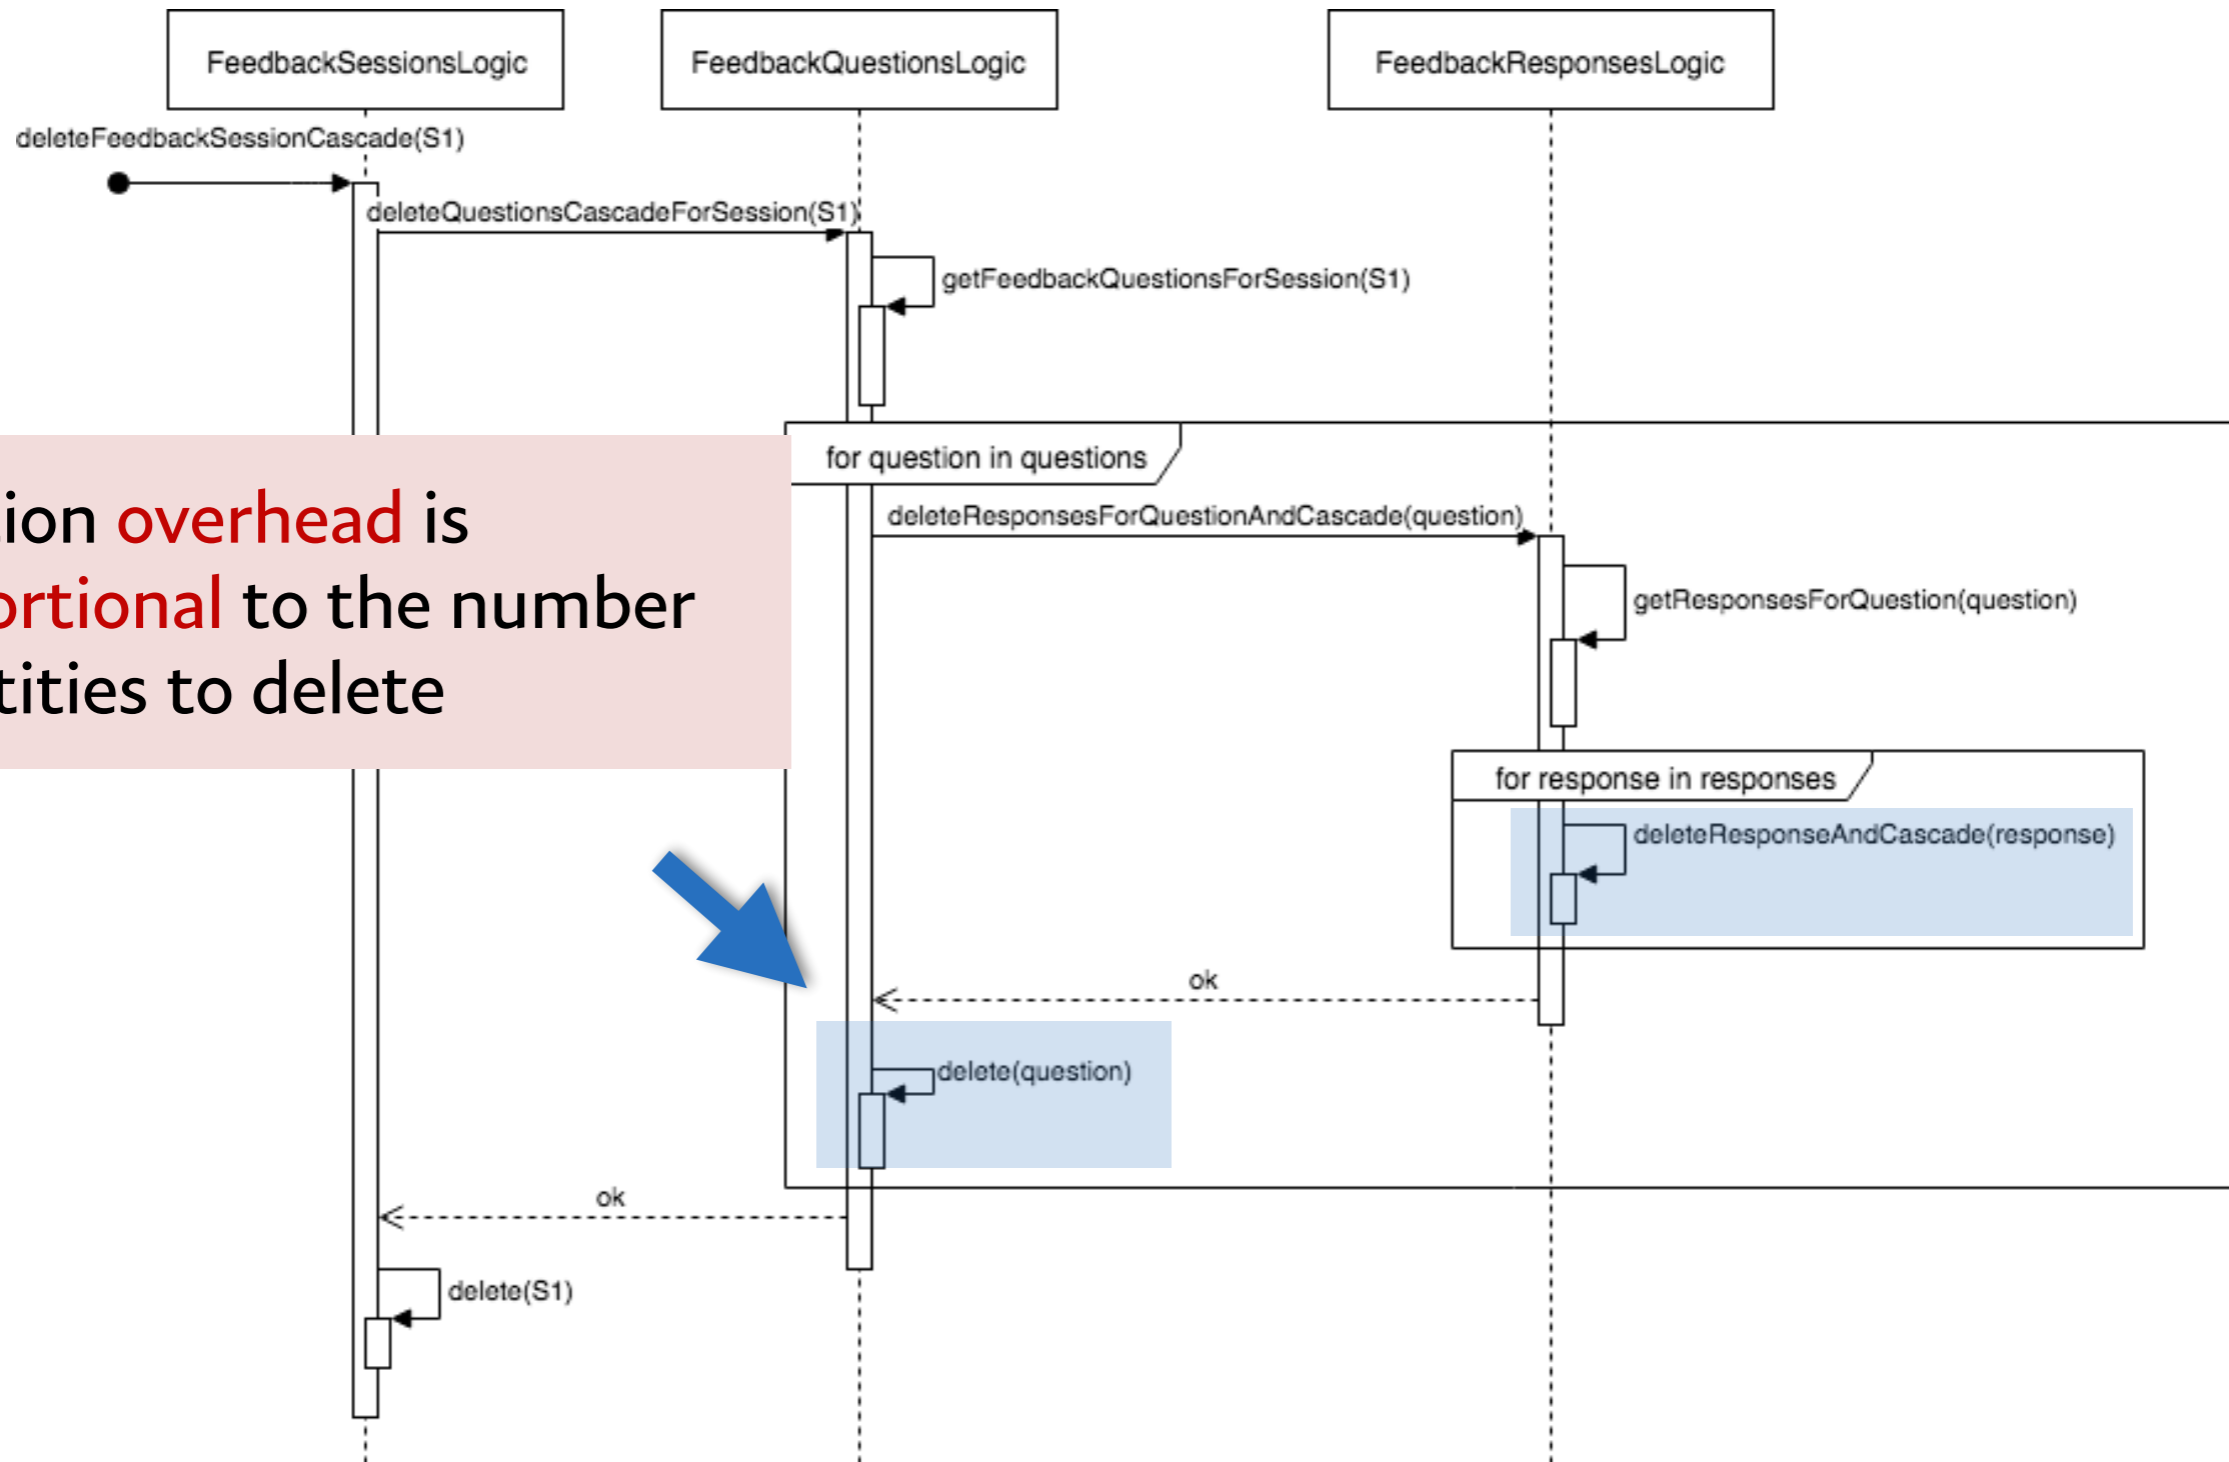 FeedbackSessionsLogic
FeedbackQuestionsLogic
FeedbackResponsesLogic
deleteFeedbackSessionCascade(S1)
deleteQuestionsCascadeForSession(S1)
getFeedbackQuestionsForSession(S1)
for question in questions
tion overhead is
ortional to the number
tities to delete
deleteResponsesForQuestionAndCascade(question)
getResponsesForQuestion(question)
for response in responses
deleteResponseAndCascade(response)
ok
delete(question)
ok
delete(S1)